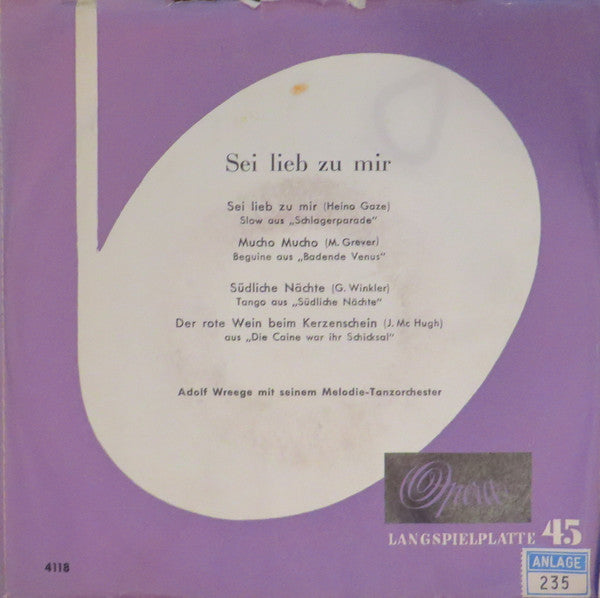 Sei lieb zu mir
Sei lieb zu mir (Heino Gaze)
Slow aus „Schlagerparade“
Mucho Mucho (M. Grever)
Beguine aus „Badende Venus“
Südliche Nächte (G. Winkler)
Tango aus „Südliche Nächte“
Der rote Wein beim Kerzenschein (J. Mc Hugh)
aus „Die Caine war ihr Schicksal“
Adolf Wreege mit seinem Melodie-Tanzorchester
Opera
LANGSPIELPLATTE 45
4118
ANLAGE
235